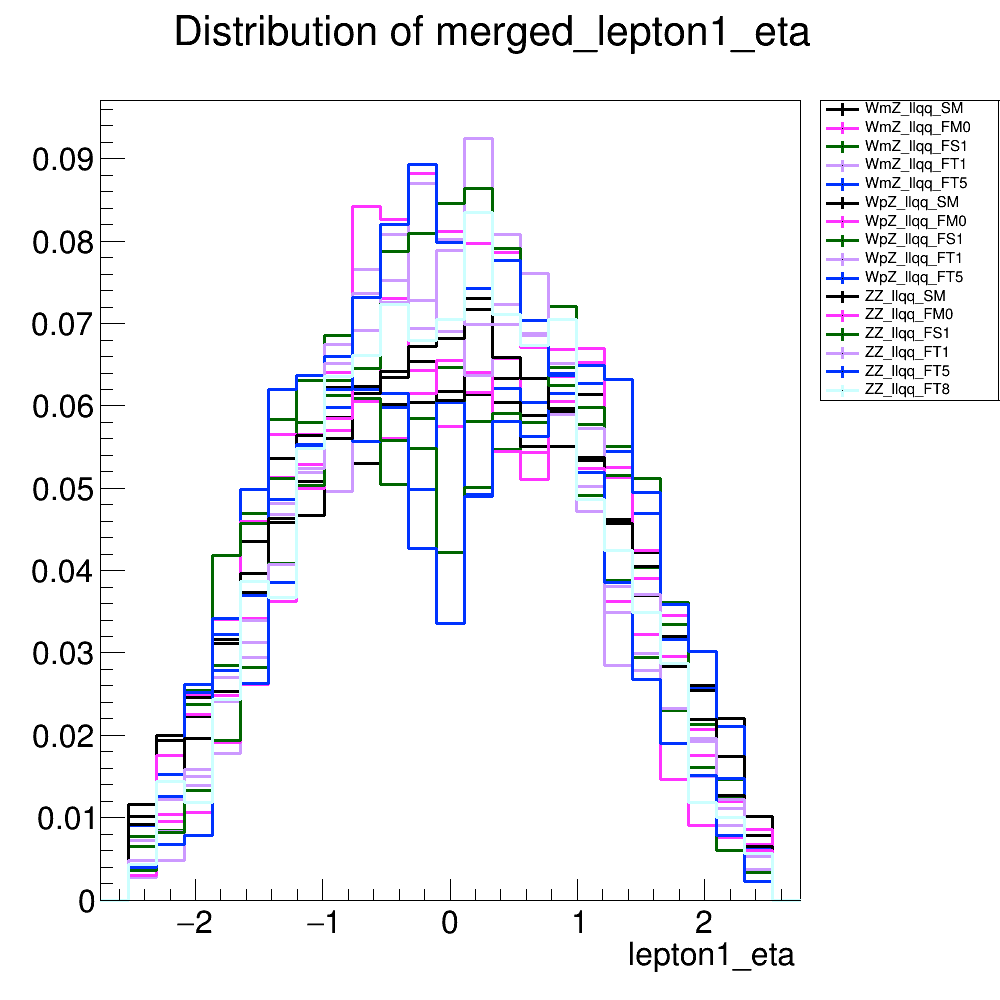 Distribution of merged_lepton1_eta
WmZ_llqq_SM
WmZ_llqq_FM0
WmZ_llqq_FS1
WmZ_llqq_FT1
WmZ_llqq_FT5
WpZ_llqq_SM
WpZ_llqq_FM0
WpZ_llqq_FS1
WpZ_llqq_FT1
WpZ_llqq_FT5
ZZ_llqq_SM
ZZ_llqq_FM0
ZZ_llqq_FS1
ZZ_llqq_FT1
ZZ_llqq_FT5
ZZ_llqq_FT8
0.09
0.08
0.07
0.06
0.05
0.04
0.03
0.02
0.01
0
−2 −1 0 1 2
lepton1_eta